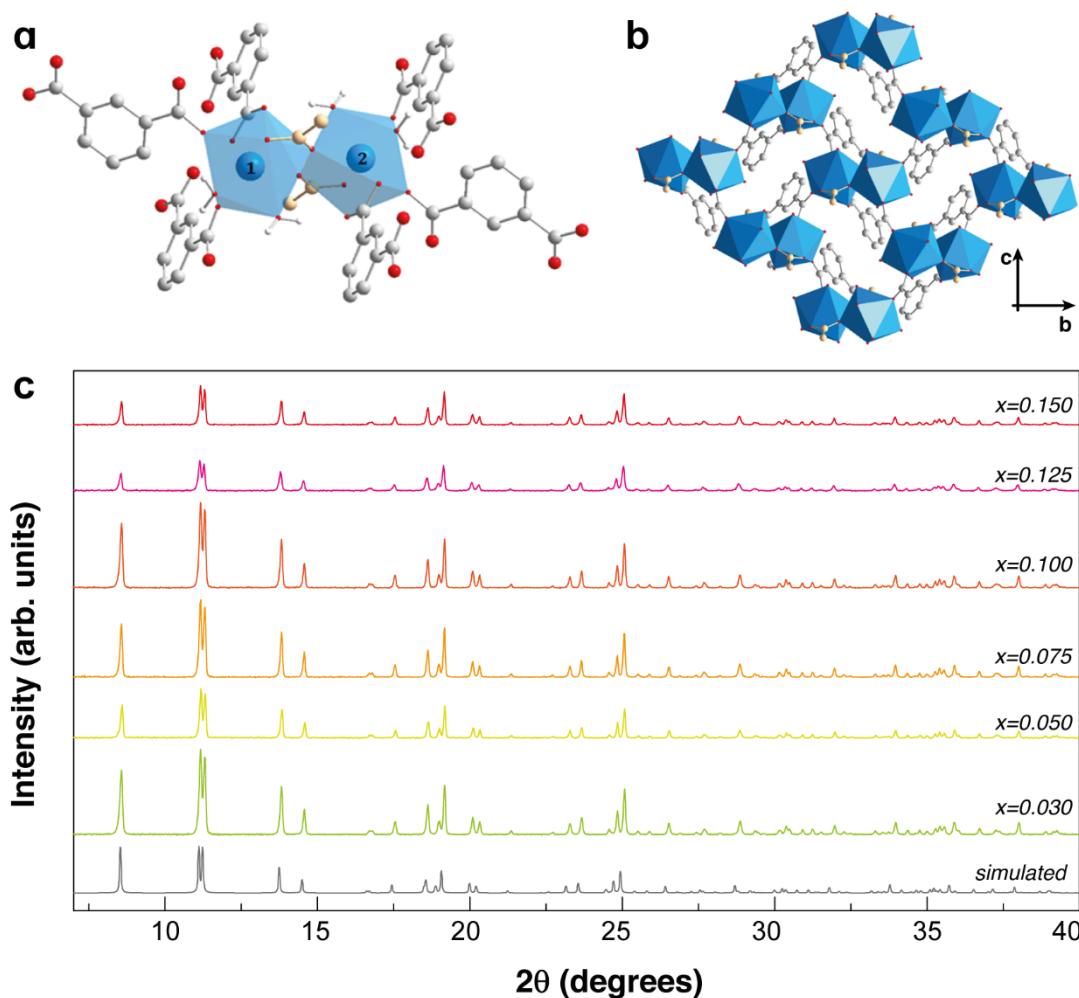 a
b
1
2
c
b
c
x=0.150
x=0.125
x=0.100
x=0.075
x=0.050
x=0.030
simulated
Intensity (arb. units)
10 15 20 25 30 35 40
2θ (degrees)